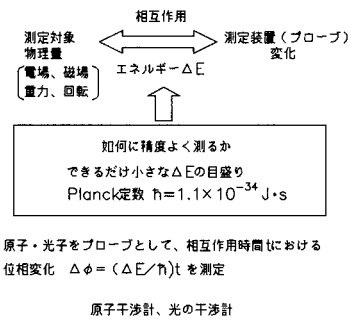 相互作用
測定対象
物理量
電場、磁場
重力、回転
測定装置(プローブ)
変化
エネルギーΔE
如何に精度よく測るか
できるだけ小さなΔEの目盛り
Planck定数 ħ=1.1×10⁻³⁴J・s
原子・光子をプローブとして、相互作用時間tにおける
位相変化 Δφ=(ΔE/ħ)t を測定
原子干渉計、光の干渉計